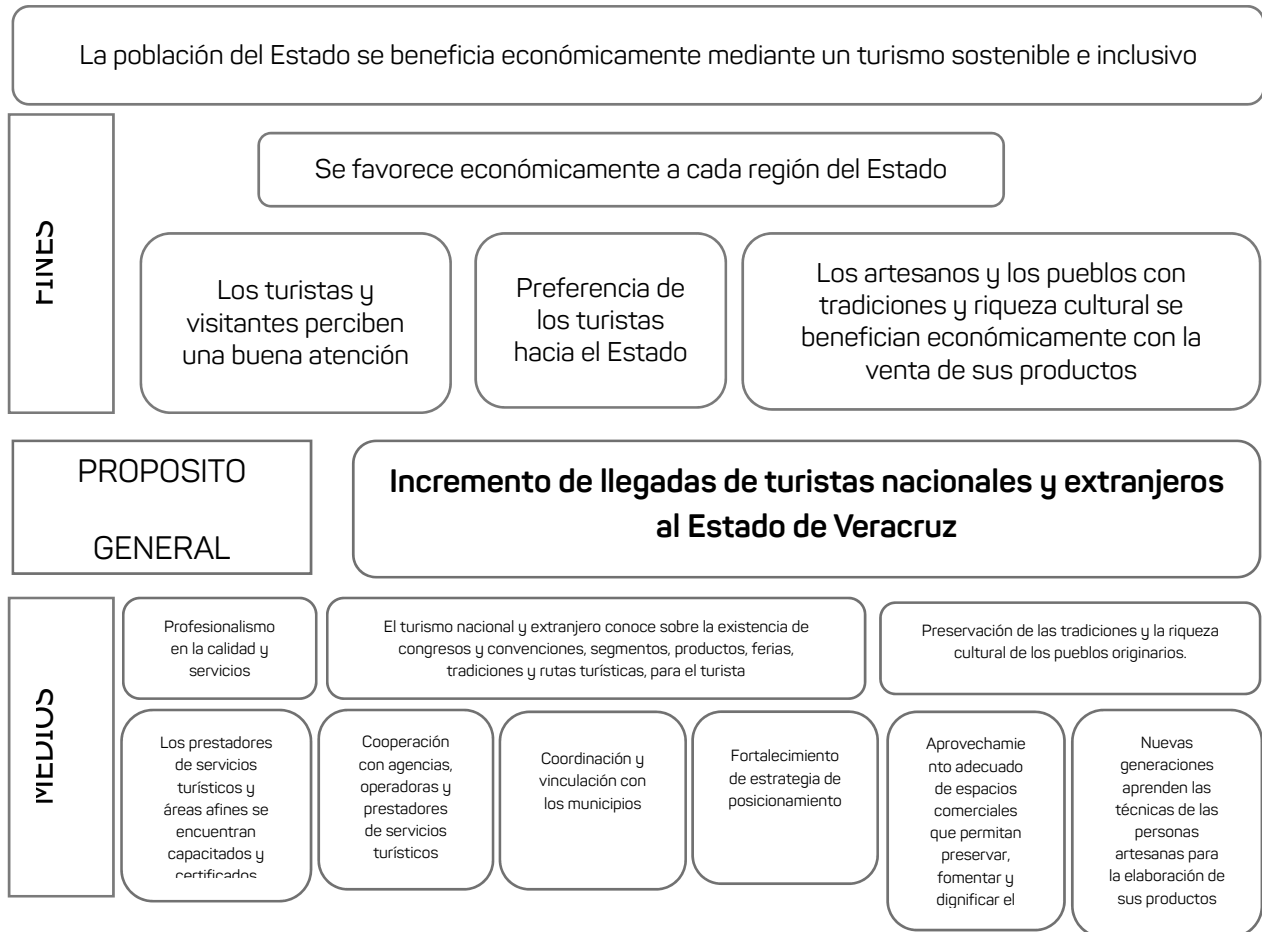 La población del Estado se beneficia económicamente mediante un turismo sostenible e inclusivo
FINES
Se favorece económicamente a cada región del Estado
Los turistas y
visitantes perciben
una buena atención
Preferencia de
los turistas
hacia el Estado
Los artesanos y los pueblos con
tradiciones y riqueza cultural se
benefician económicamente con la
venta de sus productos
PROPOSITO
GENERAL
Incremento de llegadas de turistas nacionales y extranjeros
al Estado de Veracruz
MEDIOS
Profesionalismo
en la calidad y
servicios
El turismo nacional y extranjero conoce sobre la existencia de
congresos y convenciones, segmentos, productos, ferias,
tradiciones y rutas turísticas, para el turista
Preservación de las tradiciones y la riqueza
cultural de los pueblos originarios.
Los prestadores
de servicios
turísticos y
áreas afines se
encuentran
capacitados y
certificados
Cooperación
con agencias,
operadoras y
prestadores
de servicios
turísticos
Coordinación y
vinculación con
los municipios
Fortalecimiento
de estrategia de
posicionamiento
Aprovechamie
nto adecuado
de espacios
comerciales
que permitan
preservar,
fomentar y
dignificar el
Nuevas
generaciones
aprenden las
técnicas de las
personas
artesanas para
la elaboración de
sus productos